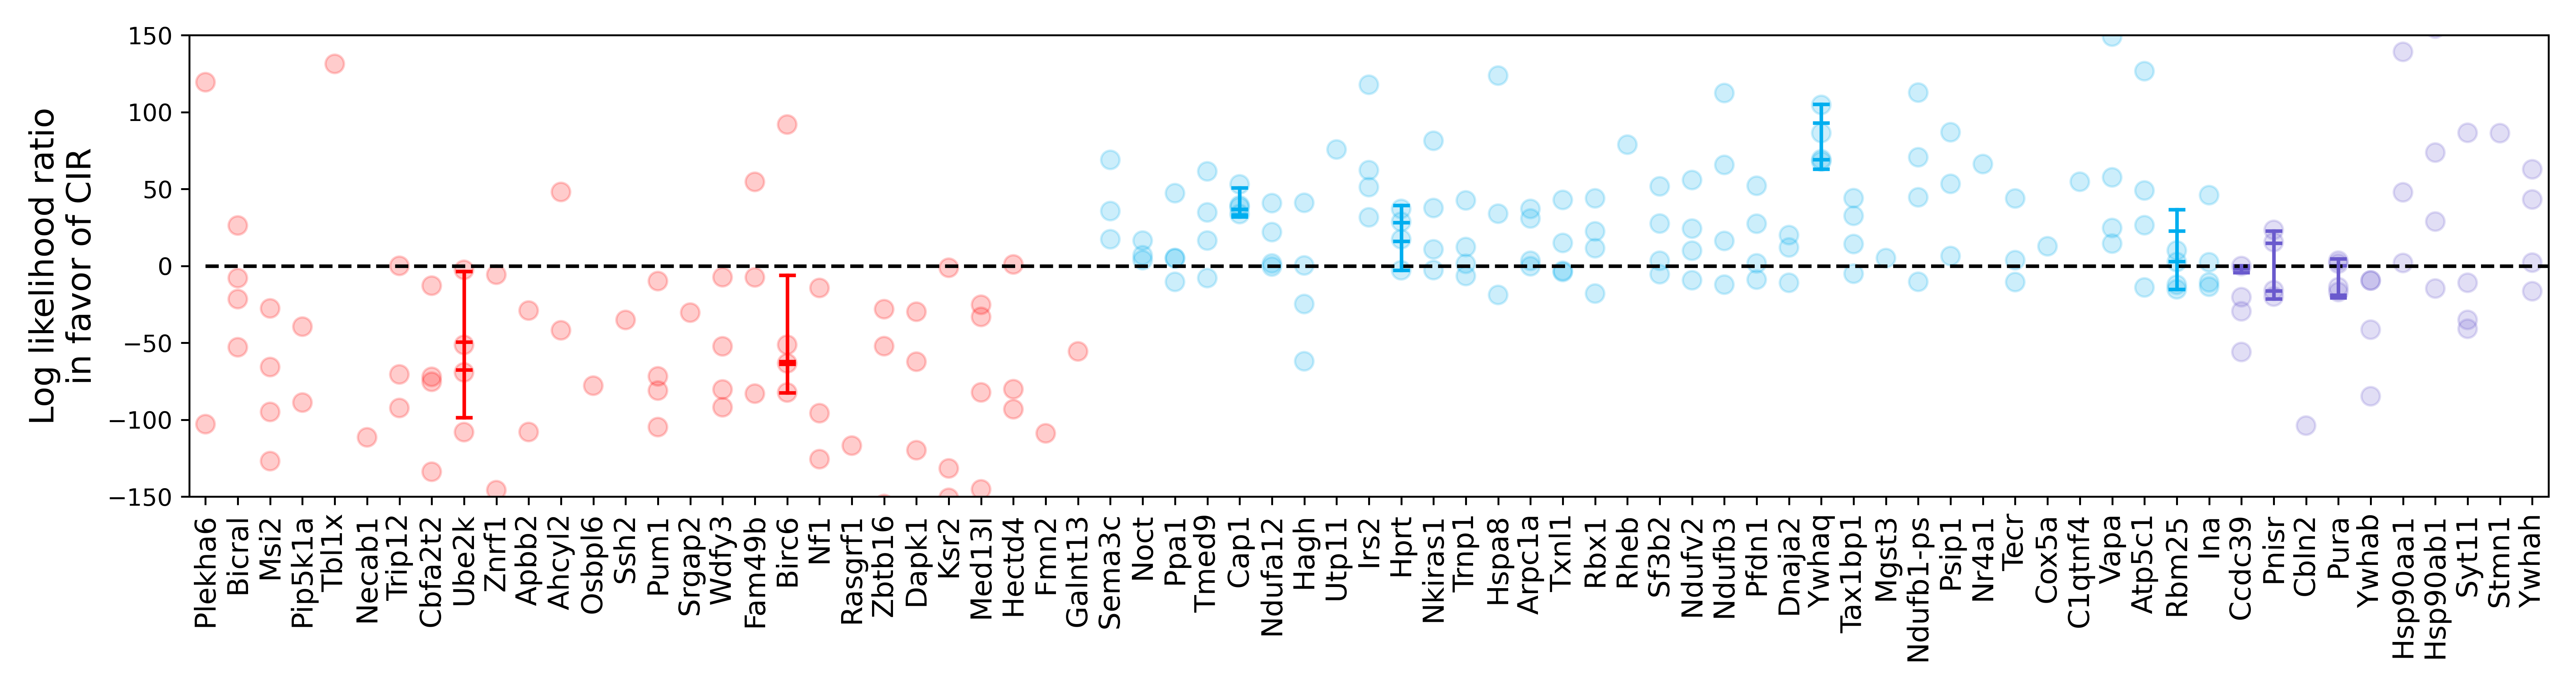 Log likelihood ratio
in favor of CIR
150
100
50
0
−50
−100
−150
Plekha6
Bicral
Msi2
Pip5k1a
Tbl1x
Necab1
Trip12
Cbfa2t2
Ube2k
Znrf1
Apbb2
Ahcyl2
Osbpl6
Ssh2
Pum1
Srgap2
Wdfy3
Fam49b
Birc6
Nf1
Rasgrf1
Zbtb16
Dapk1
Ksr2
Med13l
Hectd4
Fmn2
Galnt13
Sema3c
Noct
Ppa1
Tmed9
Cap1
Ndufa12
Hagh
Utp11
Irs2
Hprt
Nkiras1
Trnp1
Hspa8
Arpc1a
Txnl1
Rbx1
Rheb
Sf3b2
Ndufv2
Ndufb3
Pfdn1
Dnajaa2
Ywhaq
Tax1bp1
Mgst3
Ndufb1-ps
Psip1
Nr4a1
Tecr
Cox5a
C1qtnf4
Vapa
Atp5c1
Rbm25
Ina
Ccdc39
Pnisr
Cbln2
Pura
Ywhab
Hsp90aa1
Hsp90ab1
Syt11
Stmn1
Ywhah